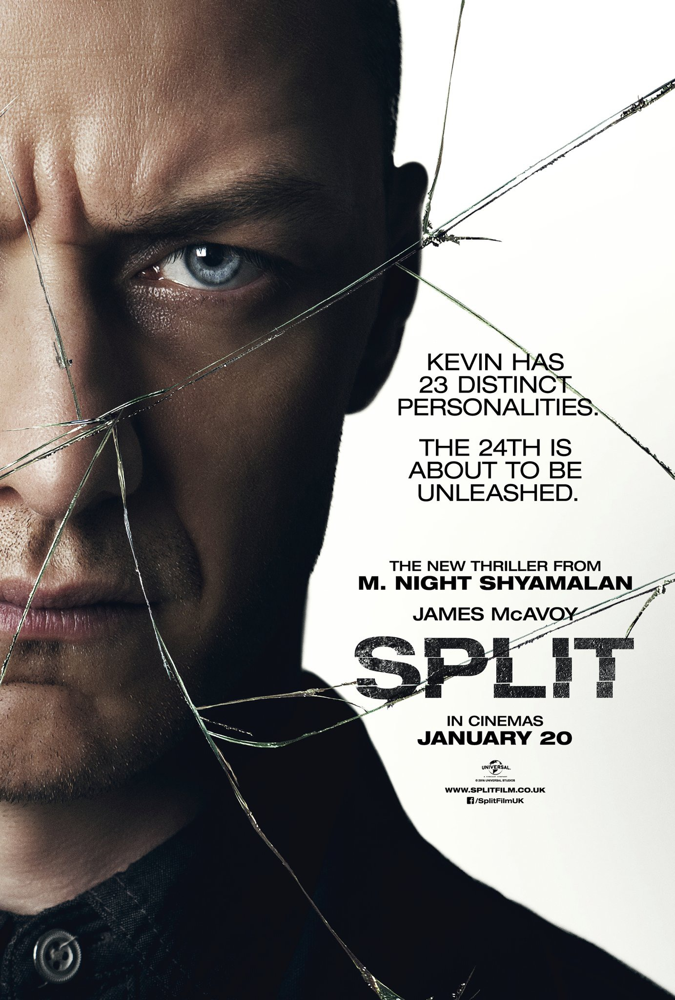 KEVIN HAS
23 DISTINCT
PERSONALITIES.
THE 24TH IS
ABOUT TO BE
UNLEASHED.
THE NEW THRILLER FROM
M. NIGHT SHYAMALAN
JAMES McAVOY
SPLIT
IN CINEMAS
JANUARY 20
UNIVERSAL
A COMCAST COMPANY
© 2016 UNIVERSAL STUDIOS
WWW.SPLITFILM.CO.UK
f/SplitFilmUK